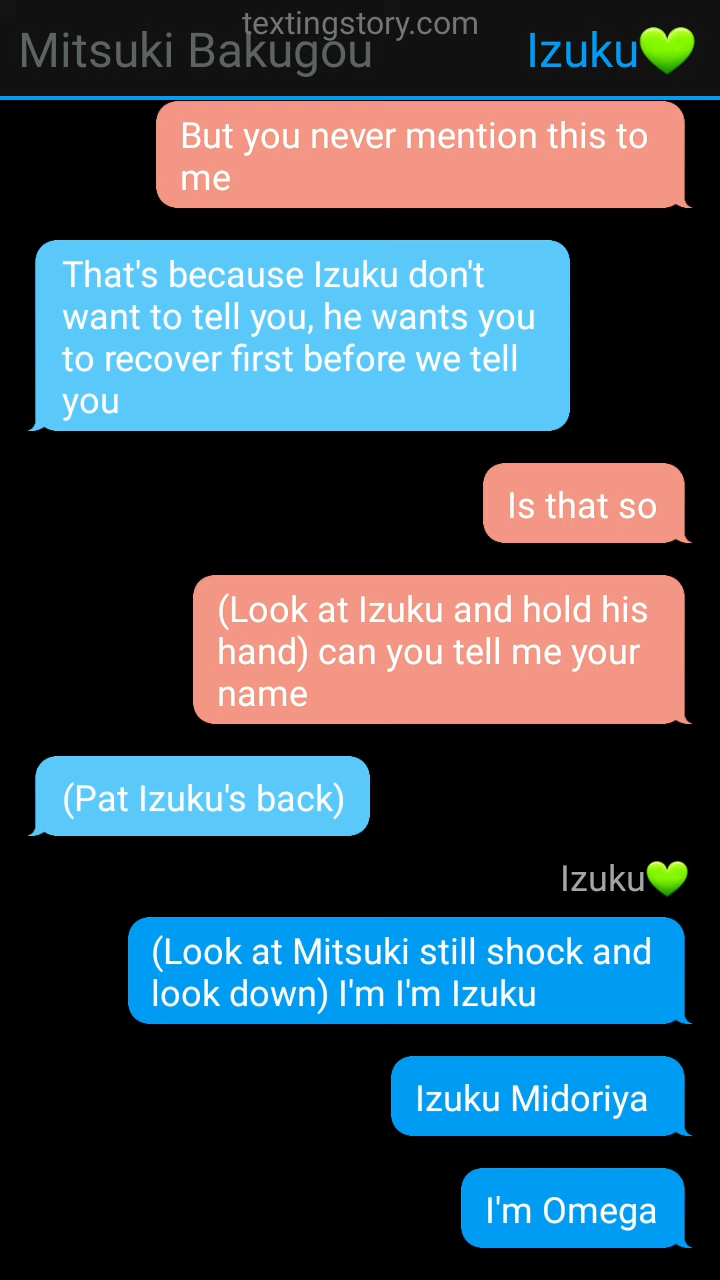 textingstory.com
Mitsuki Bakugou
Izuku💚
But you never mention this to
me
That's because Izuku don't
want to tell you, he wants you
to recover first before we tell
you
Is that so
(Look at Izuku and hold his
hand) can you tell me your
name
(Pat Izuku's back)
Izuku💚
(Look at Mitsuki still shock and
look down) I'm I'm Izuku
Izuku Midoriya
I'm Omega